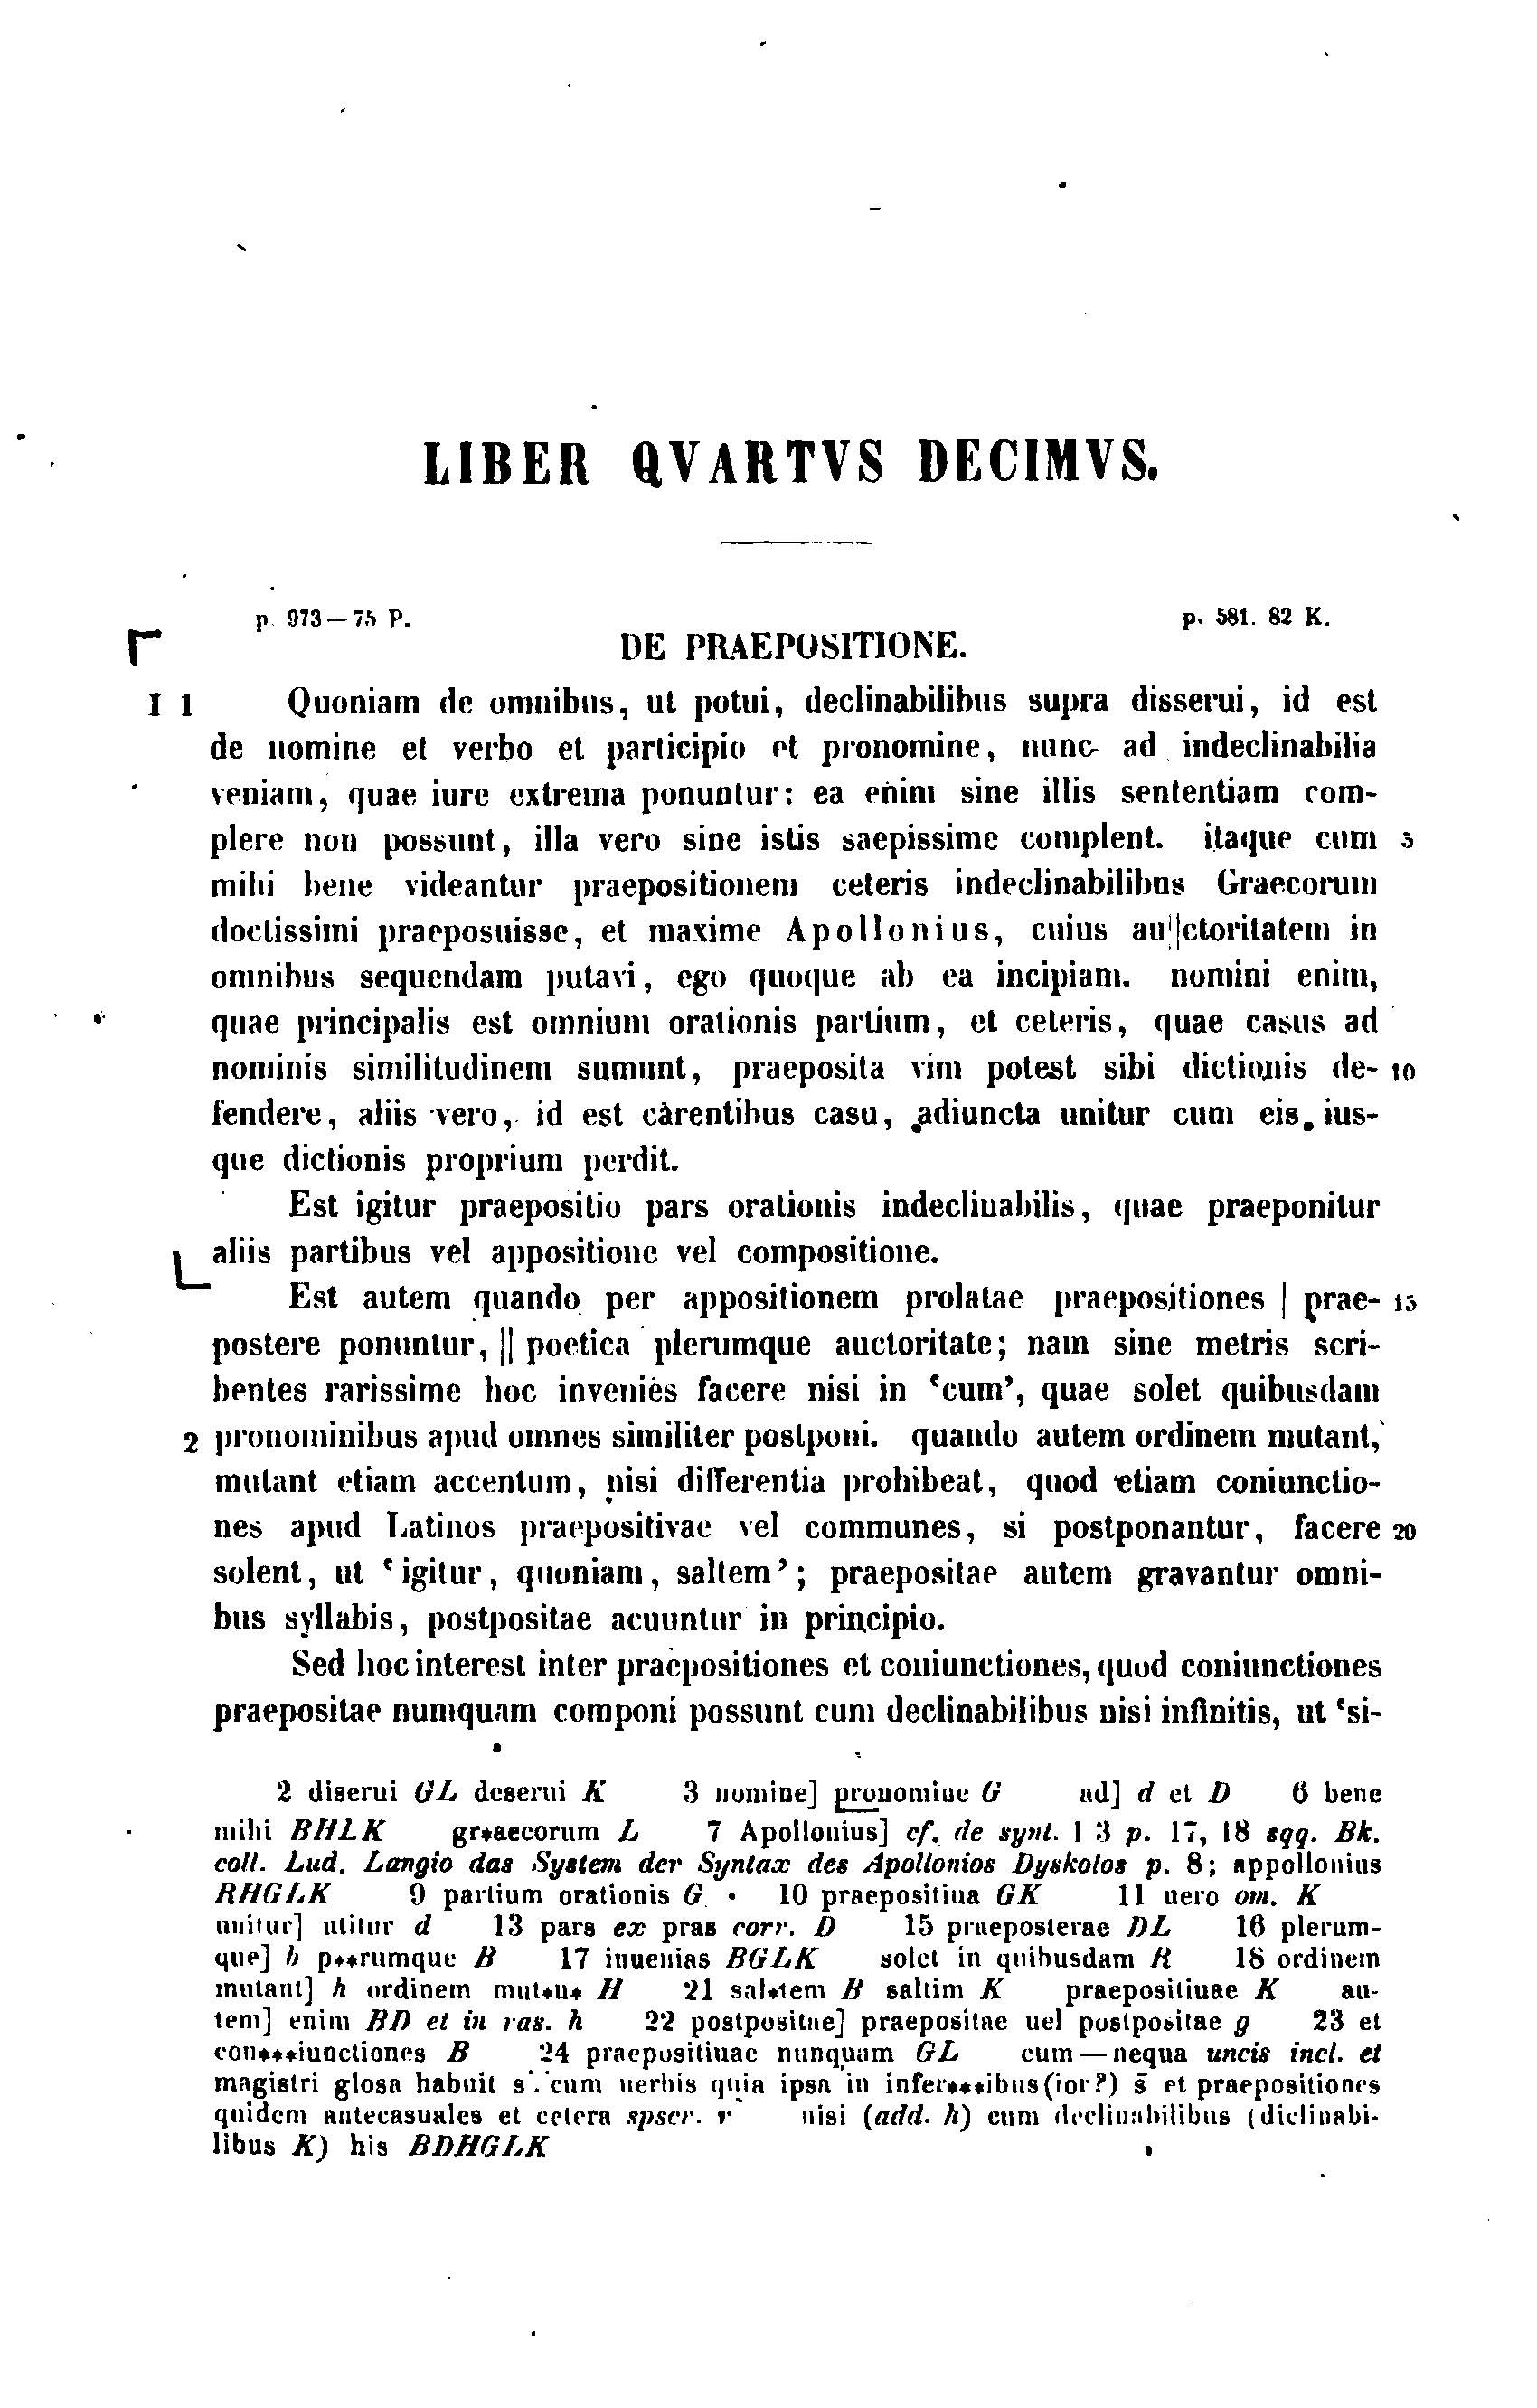 LIBER QVARTVS DECIMVS.
p. 973—75 P. p. 581. 82 K.
DE PRAEPOSITIONE.
I 1 Quoniam de omnibus, ut potui, declinabilibus supra disserui, id est
de nomine et verbo et participio et pronomine, nunc ad indeclinabilia
veniam, quae iure extrema ponuntur: ea enim sine illis sententiam com-
plere non possunt, illa vero sine istis saepissime complent. itaque cum 5
mihi bene videantur praepositionem ceteris indeclinabilibus Graecorum
doctissimi praeposuisse, et maxime Apollonius, cuius au||ctoritatem in
omnibus sequendam putavi, ego quoque ab ea incipiam. nomini enim,
quae principalis est omnium orationis partium, et ceteris, quae casus ad
nominis similitudinem sumunt, praeposita vim potest sibi dictionis de- 10
fendere, aliis vero, id est carentibus casu, adiuncta unitur cum eis. ius-
que dictionis proprium perdit.
Est igitur praepositio pars orationis indeclinabilis, quae praeponitur
aliis partibus vel appositione vel compositione.
Est autem quando per appositionem prolatae praepositiones | prae- 15
postere ponuntur, || poetica plerumque auctoritate; nam sine metris scri-
bentes rarissime hoc invenies facere nisi in ‘cum’, quae solet quibusdam
2 pronominibus apud omnes similiter postponi. quando autem ordinem mutant,
mutant etiam accentum, nisi differentia prohibeat, quod etiam coniunctio-
nes apud Latinos praepositivae vel communes, si postponantur, facere 20
solent, ut ‘igitur, quoniam, saltem’; praepositae autem gravantur omni-
bus syllabis, postpositae acuuntur in principio.
Sed hoc interest inter praepositiones et coniunctiones, quod coniunctiones
praepositae numquam componi possunt cum declinabilibus nisi infinitis, ut ‘si-
2 diserui GL deserui K 3 nomine] pronomine G ad] d et D 6 bene
mihi BHLK gr*aecorum L 7 Apollonius] cf. de synt. I 3 p. 17, 18 sqq. Bk.
coll. Lud. Langio das System der Syntax des Apollonios Dyskolos p. 8; appollonius
RHGLK 9 partium orationis G 10 praepositiua GK 11 uero om. K
unitur] utitur d 13 pars ex pras corr. D 15 praeposterae DL 16 plerum-
que] b p**rumque B 17 inuenias BGLK solet in quibusdam R 18 ordinem
mutant] h ordinem mut*u* H 21 sal*tem B saltim K praepositiuae K au-
tem] enim BD et in ras. h 22 postpositae] praepositae uel postpositae g 23 et
con***iunctiones B 24 praepositiuae nunquam GL cum — nequa uncis incl. et
magistri glosa habuit s. cum uerbis quia ipsa in infer***ibus(ior?) s̄ et praepositiones
quidem antecasuales et cetera spscr. r nisi (add. h) cum declinabilibus (diclinabi-
libus K) his BDHGLK